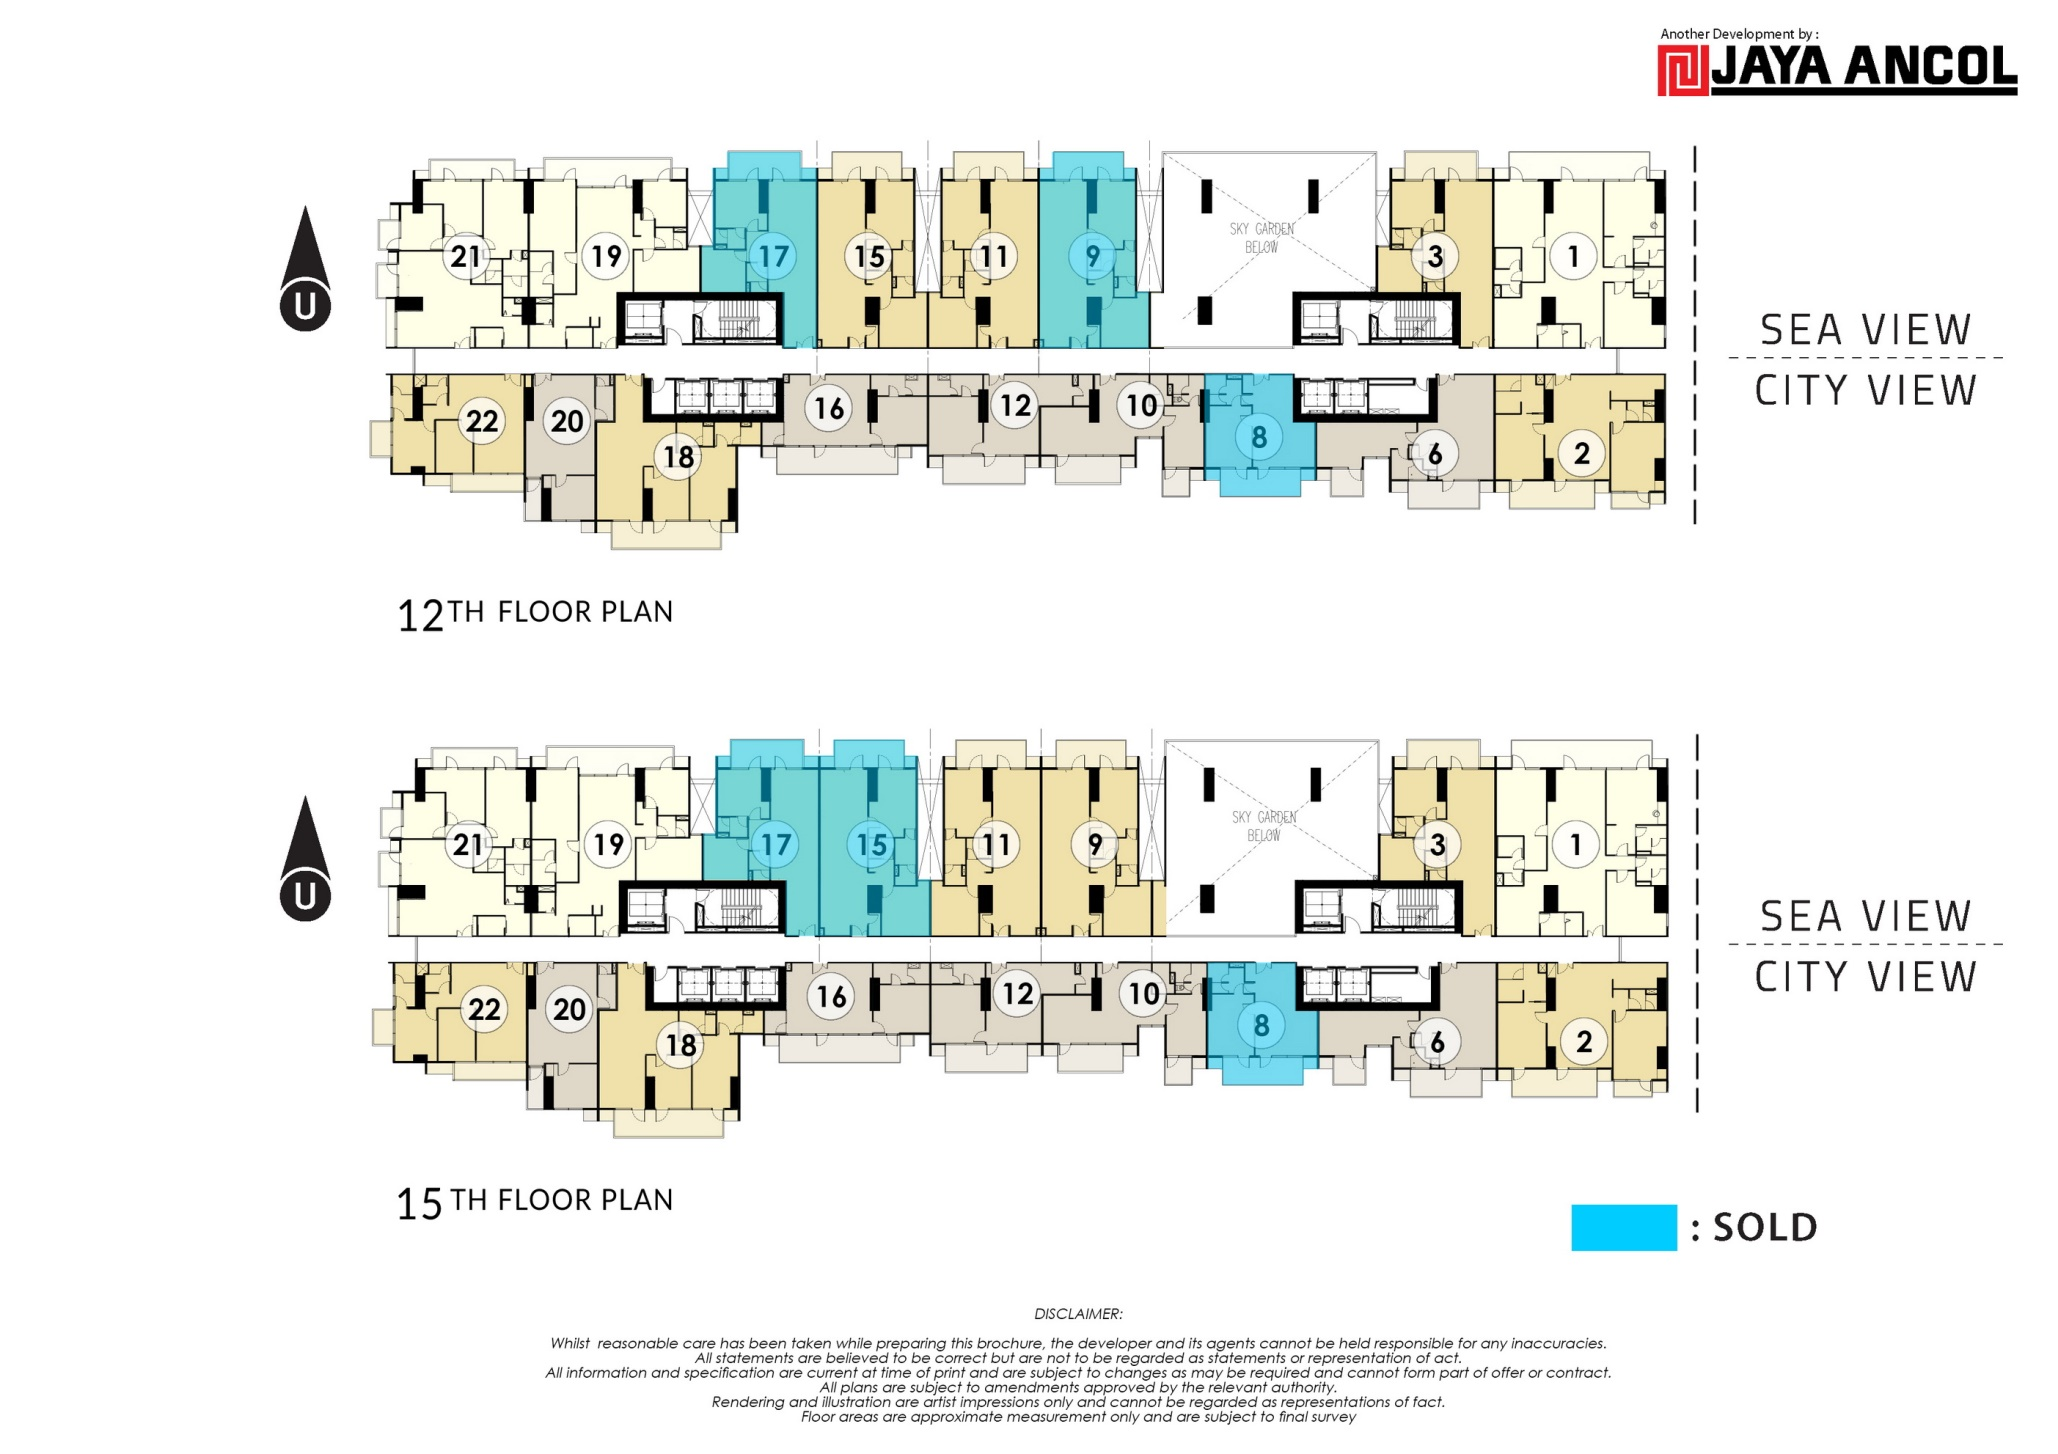 Another Development by :
JAYA ANCOL
21
19
17
15
11
9
SKY GARDEN
BELOW
3
1
U
SEA VIEW
CITY VIEW
22
20
18
16
12
10
8
6
2
12TH FLOOR PLAN
21
19
17
15
11
9
SKY GARDEN
BELOW
3
1
U
SEA VIEW
CITY VIEW
22
20
18
16
12
10
8
6
2
15 TH FLOOR PLAN
: SOLD
DISCLAIMER:
Whilst reasonable care has been taken while preparing this brochure, the developer and its agents cannot be held responsible for any inaccuracies.
All statements are believed to be correct but are not to be regarded as statements or representation of act.
All information and specification are current at time of print and are subject to changes as may be required and cannot form part of offer or contract.
All plans are subject to amendments approved by the relevant authority.
Rendering and illustration are artist impressions only and cannot be regarded as representations of fact.
Floor areas are approximate measurement only and are subject to final survey